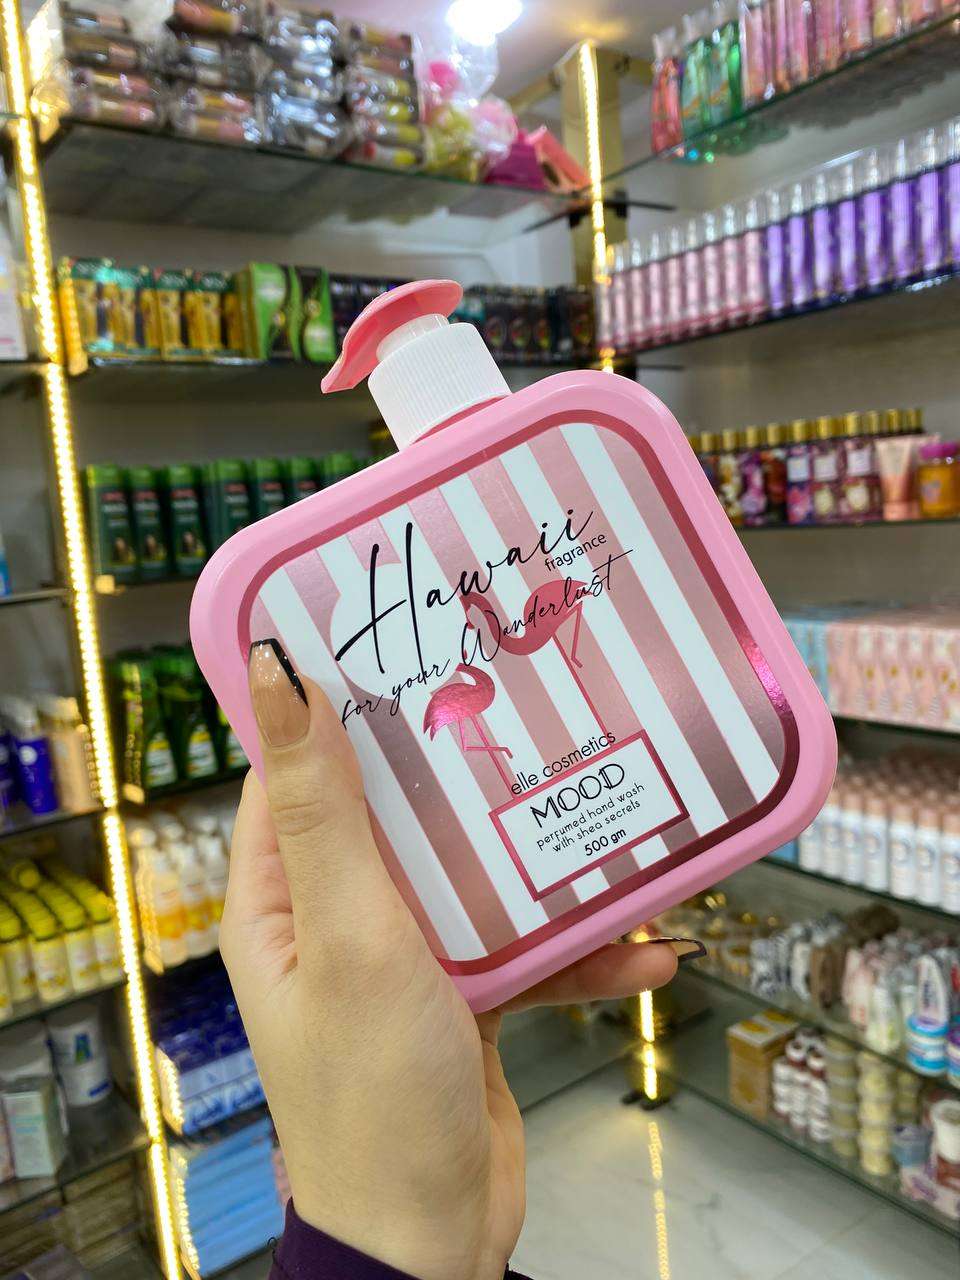 Hawaii
fragrance
for your Wanderlust
elle cosmetics
MOOD
perfumed hand wash
with shea secrets
500 gm